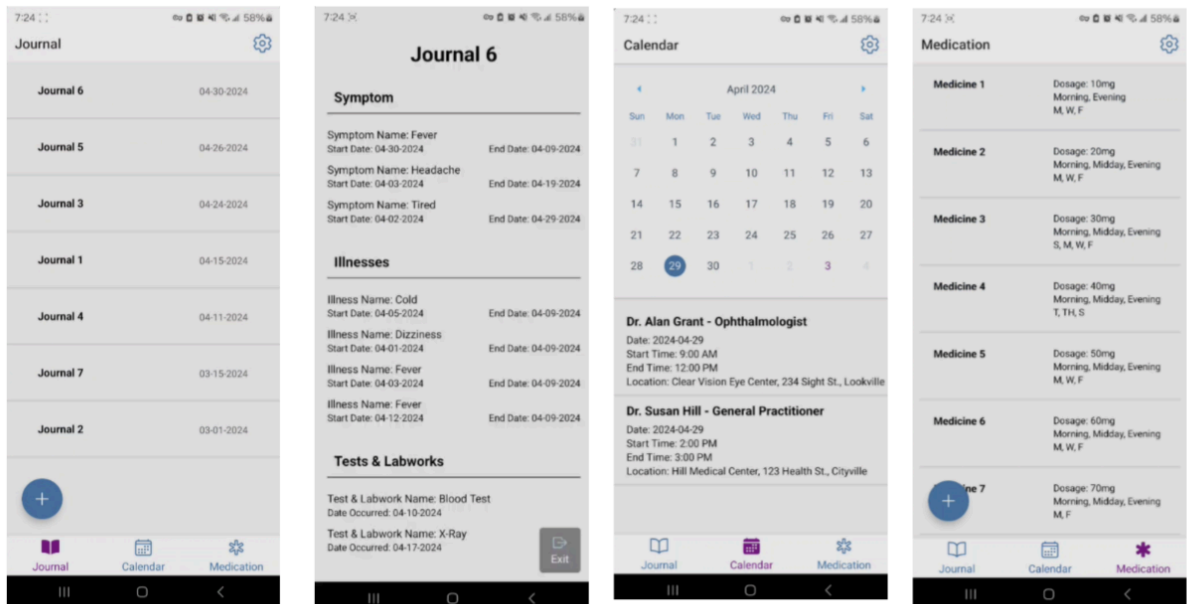 7:24
58%
Journal
Journal 6
04-30-2024
Journal 5
04-26-2024
Journal 3
04-24-2024
Journal 1
04-15-2024
Journal 4
04-11-2024
Journal 7
03-15-2024
Journal 2
03-01-2024
+
Journal Calendar Medication
7:24
58%
Journal 6
Symptom
Symptom Name: Fever
Start Date: 04-30-2024 End Date: 04-09-2024
Symptom Name: Headache
Start Date: 04-03-2024 End Date: 04-19-2024
Symptom Name: Tired
Start Date: 04-02-2024 End Date: 04-29-2024
Illnesses
Illness Name: Cold
Start Date: 04-05-2024 End Date: 04-09-2024
Illness Name: Dizziness
Start Date: 04-01-2024 End Date: 04-09-2024
Illness Name: Fever
Start Date: 04-03-2024 End Date: 04-09-2024
Illness Name: Fever
Start Date: 04-12-2024 End Date: 04-09-2024
Tests & Labworks
Test & Labwork Name: Blood Test
Date Occurred: 04-10-2024
Test & Labwork Name: X-Ray
Date Occurred: 04-17-2024
Exit
7:24
58%
Calendar
April 2024
Sun Mon Tue Wed Thu Fri Sat
31 1 2 3 4 5 6
7 8 9 10 11 12 13
14 15 16 17 18 19 20
21 22 23 24 25 26 27
28 29 30 1 2 3 4
Dr. Alan Grant - Ophthalmologist
Date: 2024-04-29
Start Time: 9:00 AM
End Time: 12:00 PM
Location: Clear Vision Eye Center, 234 Sight St., Lookville
Dr. Susan Hill - General Practitioner
Date: 2024-04-29
Start Time: 2:00 PM
End Time: 3:00 PM
Location: Hill Medical Center, 123 Health St., Cityville
Journal Calendar Medication
7:24
58%
Medication
Medicine 1 Dosage: 10mg
Morning, Evening
M, W, F
Medicine 2 Dosage: 20mg
Morning, Midday, Evening
M, W, F
Medicine 3 Dosage: 30mg
Morning, Midday, Evening
S, M, W, F
Medicine 4 Dosage: 40mg
Morning, Midday, Evening
T, TH, S
Medicine 5 Dosage: 50mg
Morning, Midday, Evening
M, W, F
Medicine 6 Dosage: 60mg
Morning, Midday, Evening
M, W, F
ine 7 Dosage: 70mg
Morning, Midday, Evening
M, F
+
Journal Calendar Medication